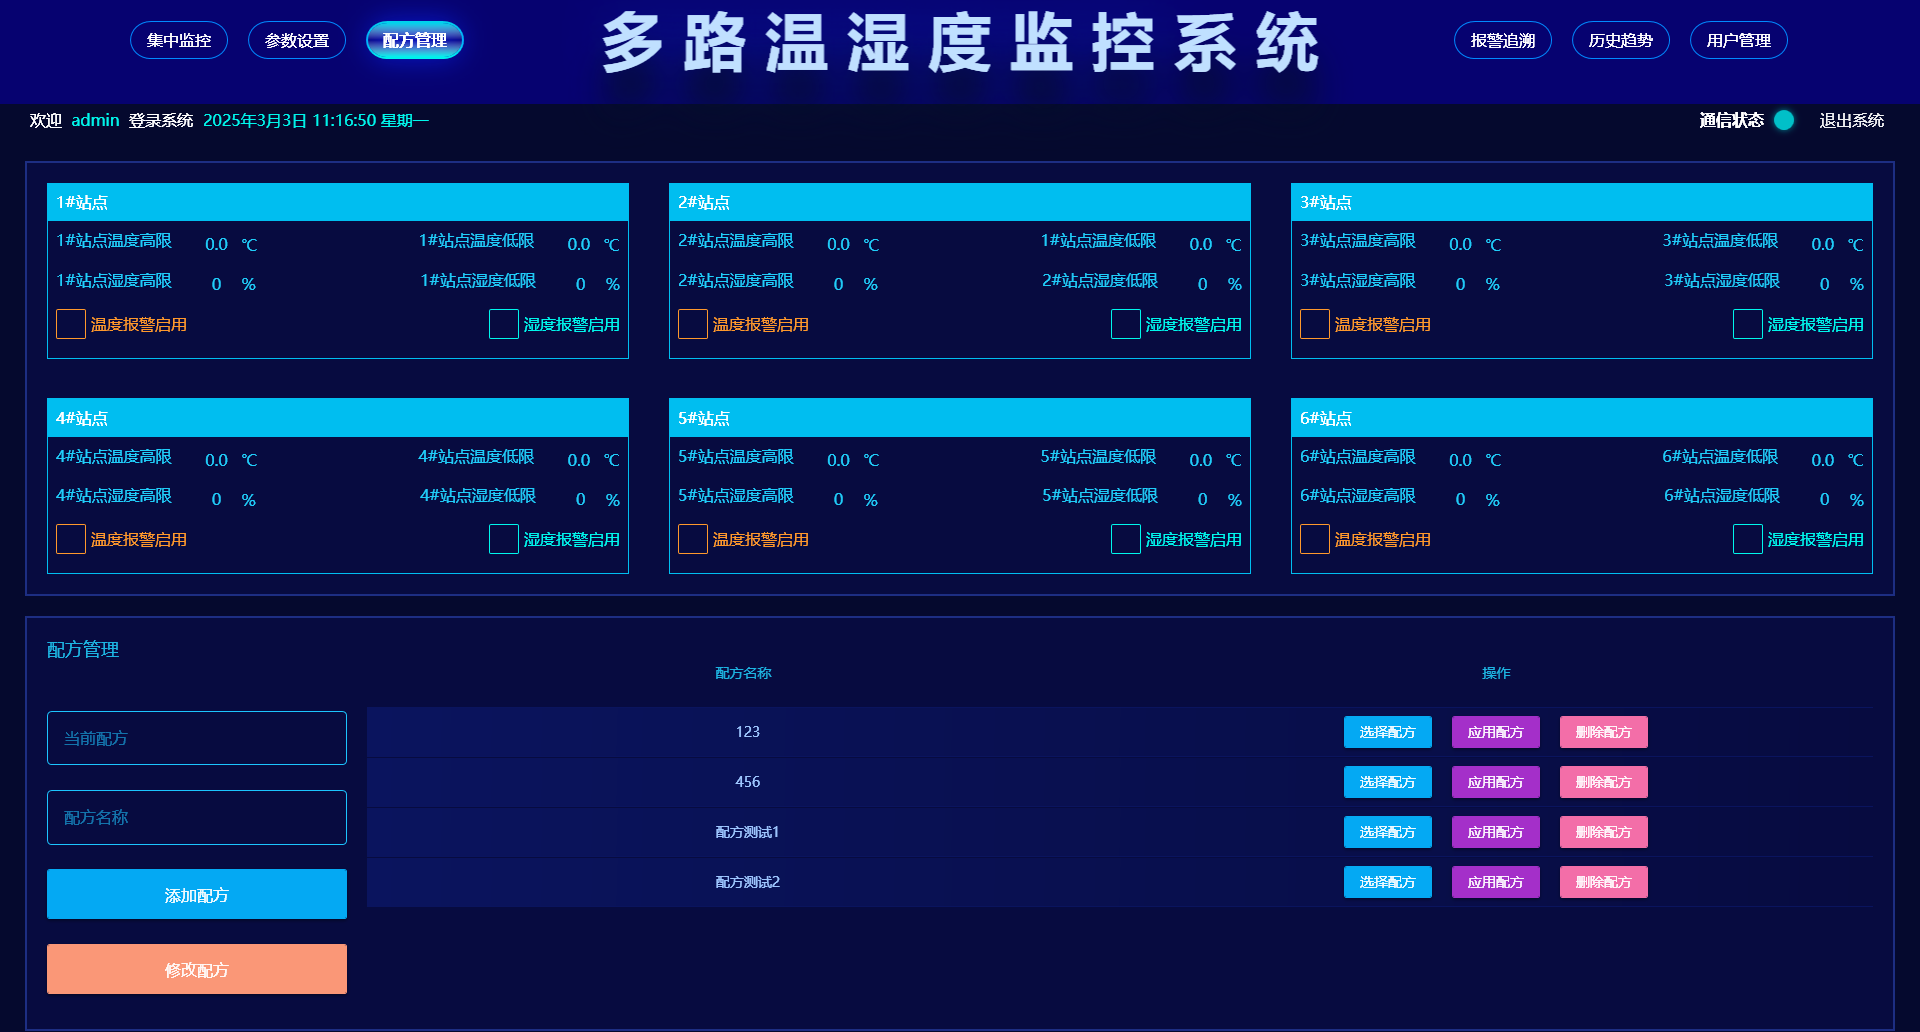 集中监控 参数设置 配方管理 多路温湿度监控系统 报警追溯 历史趋势 用户管理
欢迎 admin 登录系统 2025年3月3日 11:16:50 星期一 通信状态 退出系统
1#站点
1#站点温度高限 0.0 ℃ 1#站点温度低限 0.0 ℃
1#站点湿度高限 0 % 1#站点湿度低限 0 %
温度报警启用 湿度报警启用
2#站点
2#站点温度高限 0.0 ℃ 1#站点温度低限 0.0 ℃
2#站点湿度高限 0 % 2#站点湿度低限 0 %
温度报警启用 湿度报警启用
3#站点
3#站点温度高限 0.0 ℃ 3#站点温度低限 0.0 ℃
3#站点湿度高限 0 % 3#站点湿度低限 0 %
温度报警启用 湿度报警启用
4#站点
4#站点温度高限 0.0 ℃ 4#站点温度低限 0.0 ℃
4#站点湿度高限 0 % 4#站点湿度低限 0 %
温度报警启用 湿度报警启用
5#站点
5#站点温度高限 0.0 ℃ 5#站点温度低限 0.0 ℃
5#站点湿度高限 0 % 5#站点湿度低限 0 %
温度报警启用 湿度报警启用
6#站点
6#站点温度高限 0.0 ℃ 6#站点温度低限 0.0 ℃
6#站点湿度高限 0 % 6#站点湿度低限 0 %
温度报警启用 湿度报警启用
配方管理
当前配方
配方名称
添加配方
修改配方
配方名称 操作
123 选择配方 应用配方 删除配方
456 选择配方 应用配方 删除配方
配方测试1 选择配方 应用配方 删除配方
配方测试2 选择配方 应用配方 删除配方